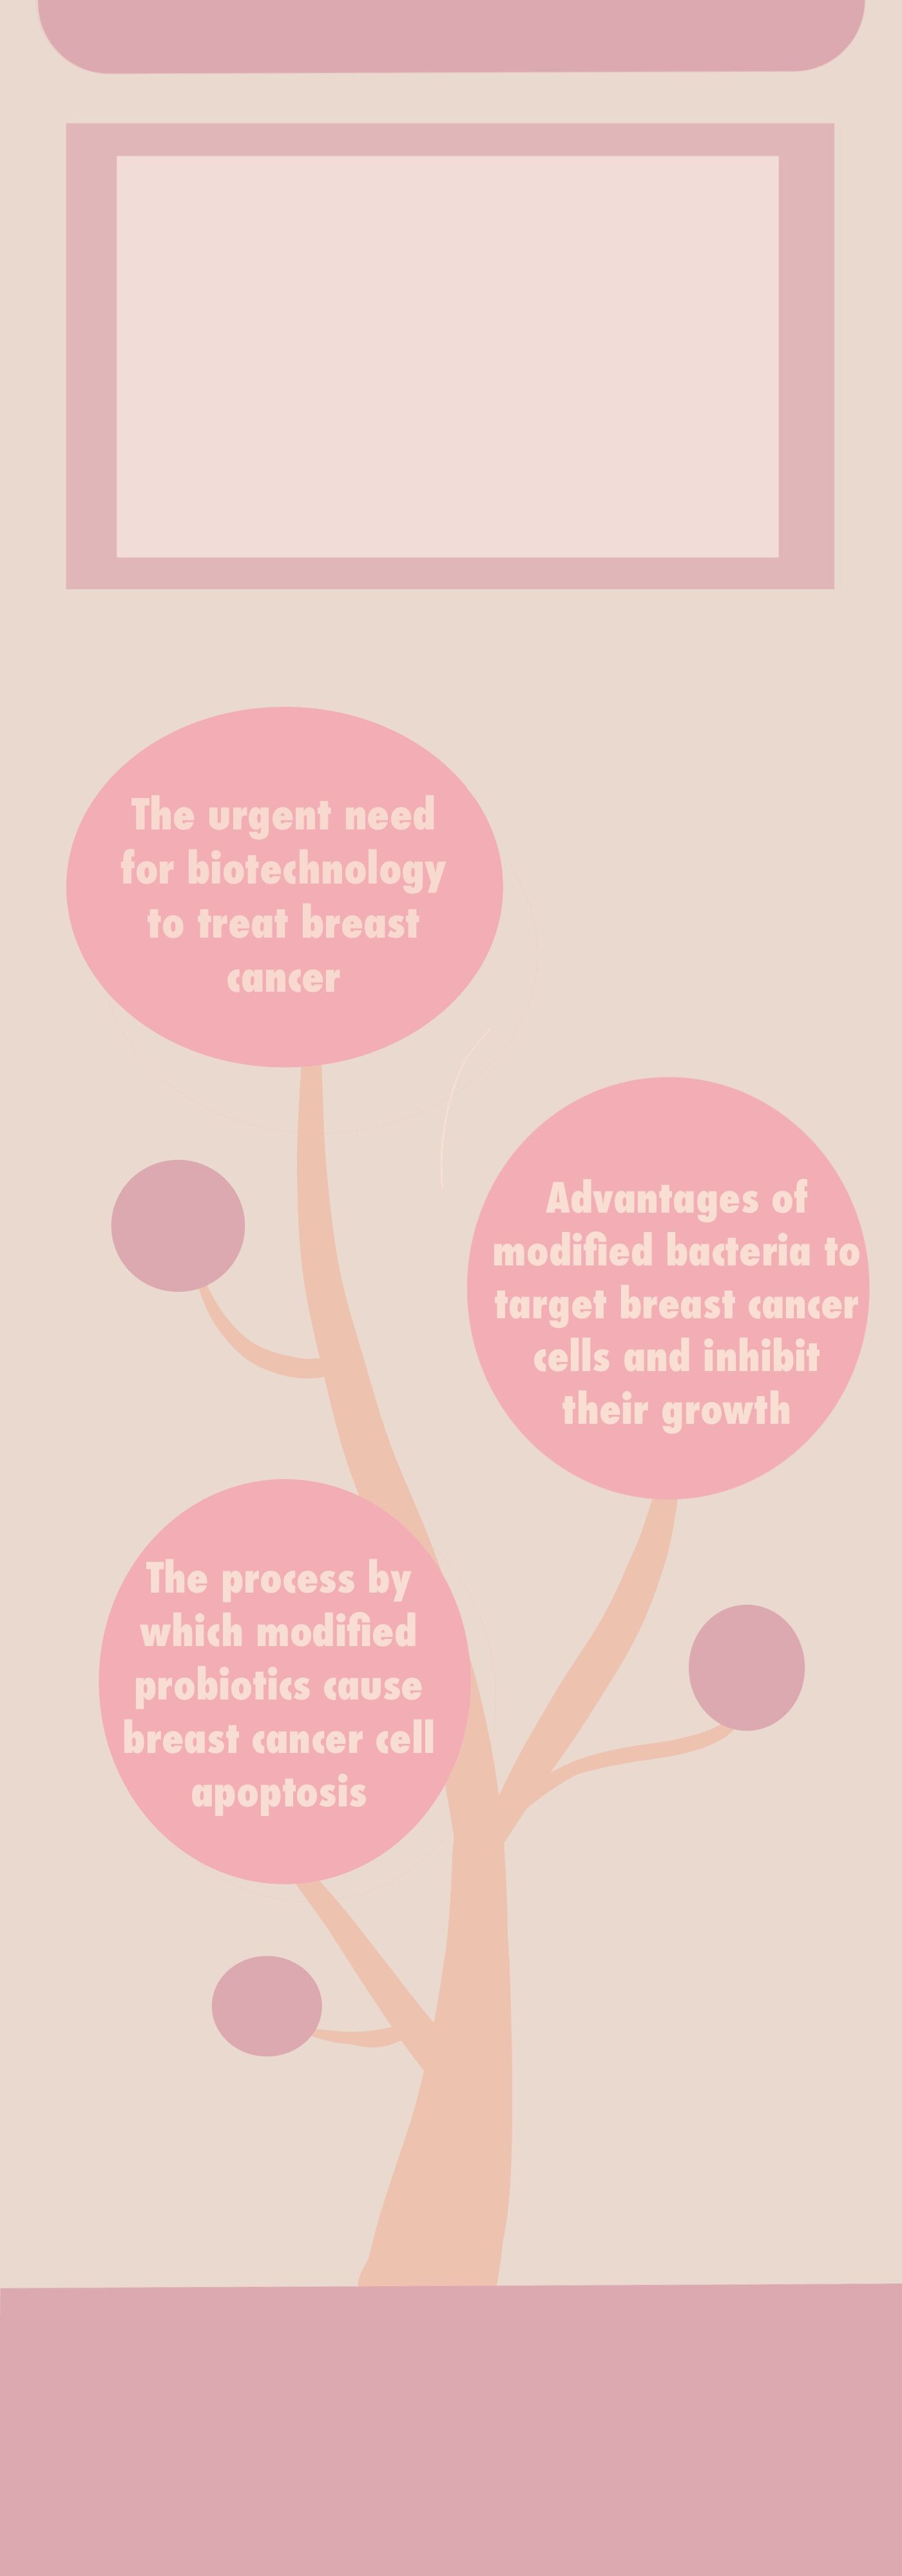 The urgent need
for biotechnology
to treat breast
cancer
Advantages of
modified bacteria to
target breast cancer
cells and inhibit
their growth
The process by
which modified
probiotics cause
breast cancer cell
apoptosis